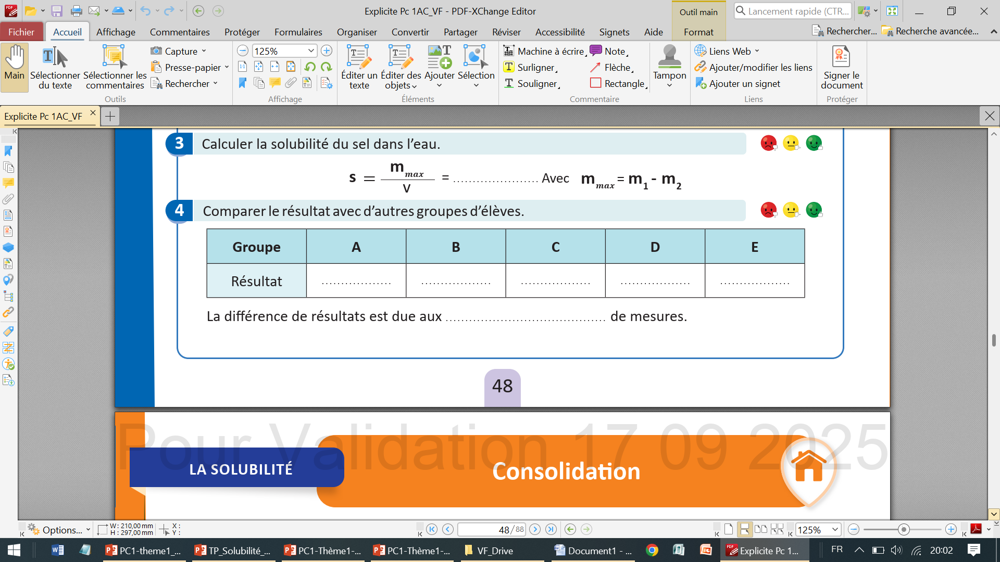 Explicite Pc 1AC_VF - PDF-XChange Editor
Outil main
Lancement rapide (CTR...
Fichier Accueil Affichage Commentaires Protéger Formulaires Organiser Convertir Partager Réviser Accessibilité Signets Aide Format Rechercher... Recherche avancée...
Main
Sélectionner du texte
Sélectionner les commentaires
Capture
Presse-papier
Rechercher
Outils
125%
Affichage
Éditer un texte
Éditer des objets
Ajouter
Sélection
Éléments
Machine à écrire
Surligner
Souligner
Note
Flèche
Rectangle
Tampon
Commentaire
Liens Web
Ajouter/modifier les liens
Ajouter un signet
Liens
Signer le document
Protéger
Explicite Pc 1AC_VF
3 Calculer la solubilité du sel dans l'eau.
s = m max / V = ...................... Avec m max = m1 - m2
4 Comparer le résultat avec d'autres groupes d'élèves.
Groupe A B C D E
Résultat .................. .................. .................. .................. ..................
La différence de résultats est due aux ......................................... de mesures.
48
Pour Validation 17 09 2025
LA SOLUBILITÉ
Consolidation
Options...
W : 210,00 mm
H : 297,00 mm
X :
Y :
48 / 88
125%
PC1-theme1_... TP_Solubilité_... PC1-Thème1-... PC1-Thème1-... VF_Drive Document1 - ... Explicite Pc 1... FR 20:02